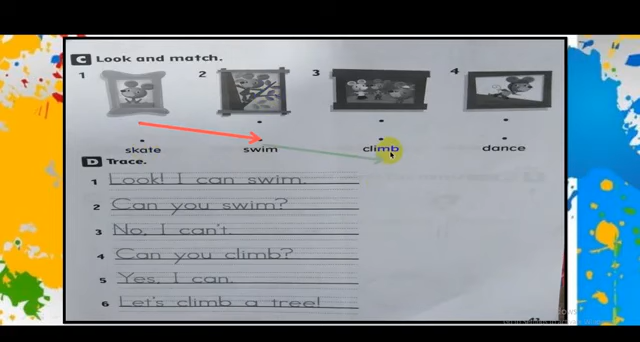 C Look and match.
1 2 3 4
skate swim climb dance
D Trace.
1 Look! I can swim.
2 Can you swim?
3 No, I can't.
4 Can you climb?
5 Yes, I can.
6 Let's climb a tree!